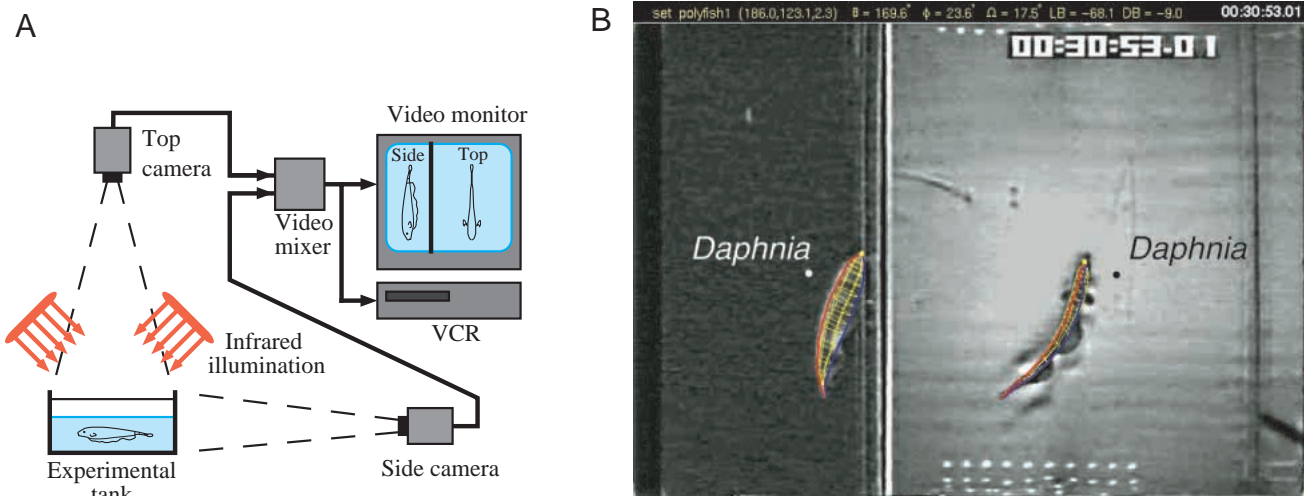 A
B
Top
camera
Video monitor
Side
Top
Video
mixer
VCR
Infrared
illumination
Experimental
tank
Side camera
set polyfish1 (186.0,123.1,2.3) θ = 169.6° ϕ = 23.6° Ω = 17.5° LB = −68.1 DB = −9.0 00:30:53.01
00:30:53-01
Daphnia
Daphnia